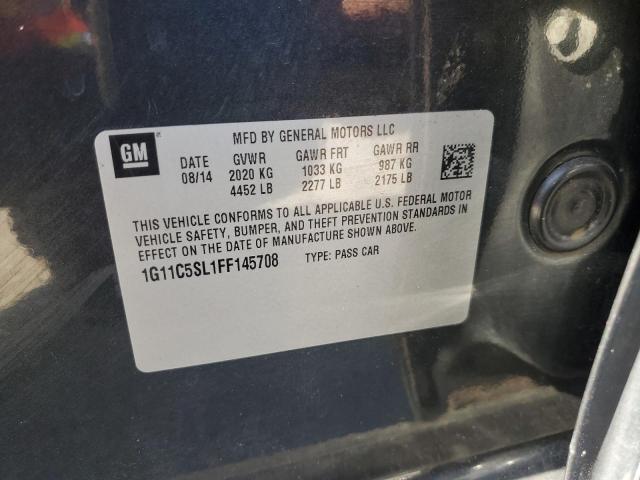 GM
MFD BY GENERAL MOTORS LLC
DATE GVWR GAWR FRT GAWR RR
08/14 2020 KG 1033 KG 987 KG
4452 LB 2277 LB 2175 LB
THIS VEHICLE CONFORMS TO ALL APPLICABLE U.S. FEDERAL MOTOR
VEHICLE SAFETY, BUMPER, AND THEFT PREVENTION STANDARDS IN
EFFECT ON THE DATE OF MANUFACTURE SHOWN ABOVE.
1G11C5SL1FF145708 TYPE: PASS CAR